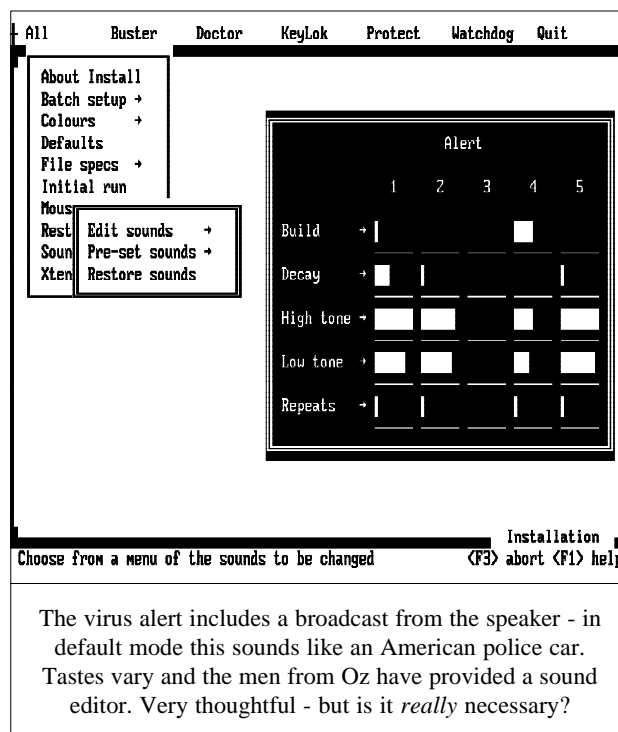 All Buster Doctor KeyLok Protect Watchdog Quit
About Install
Batch setup →
Colours →
Defaults
File specs →
Initial run
Mous
Rest
Soun
Xten
Edit sounds →
Pre-set sounds →
Restore sounds
Alert
1 2 3 4 5
Build →
Decay →
High tone →
Low tone →
Repeats →
Installation
Choose from a menu of the sounds to be changed <F3> abort <F1> help
The virus alert includes a broadcast from the speaker - in
default mode this sounds like an American police car.
Tastes vary and the men from Oz have provided a sound
editor. Very thoughtful - but is it really necessary?